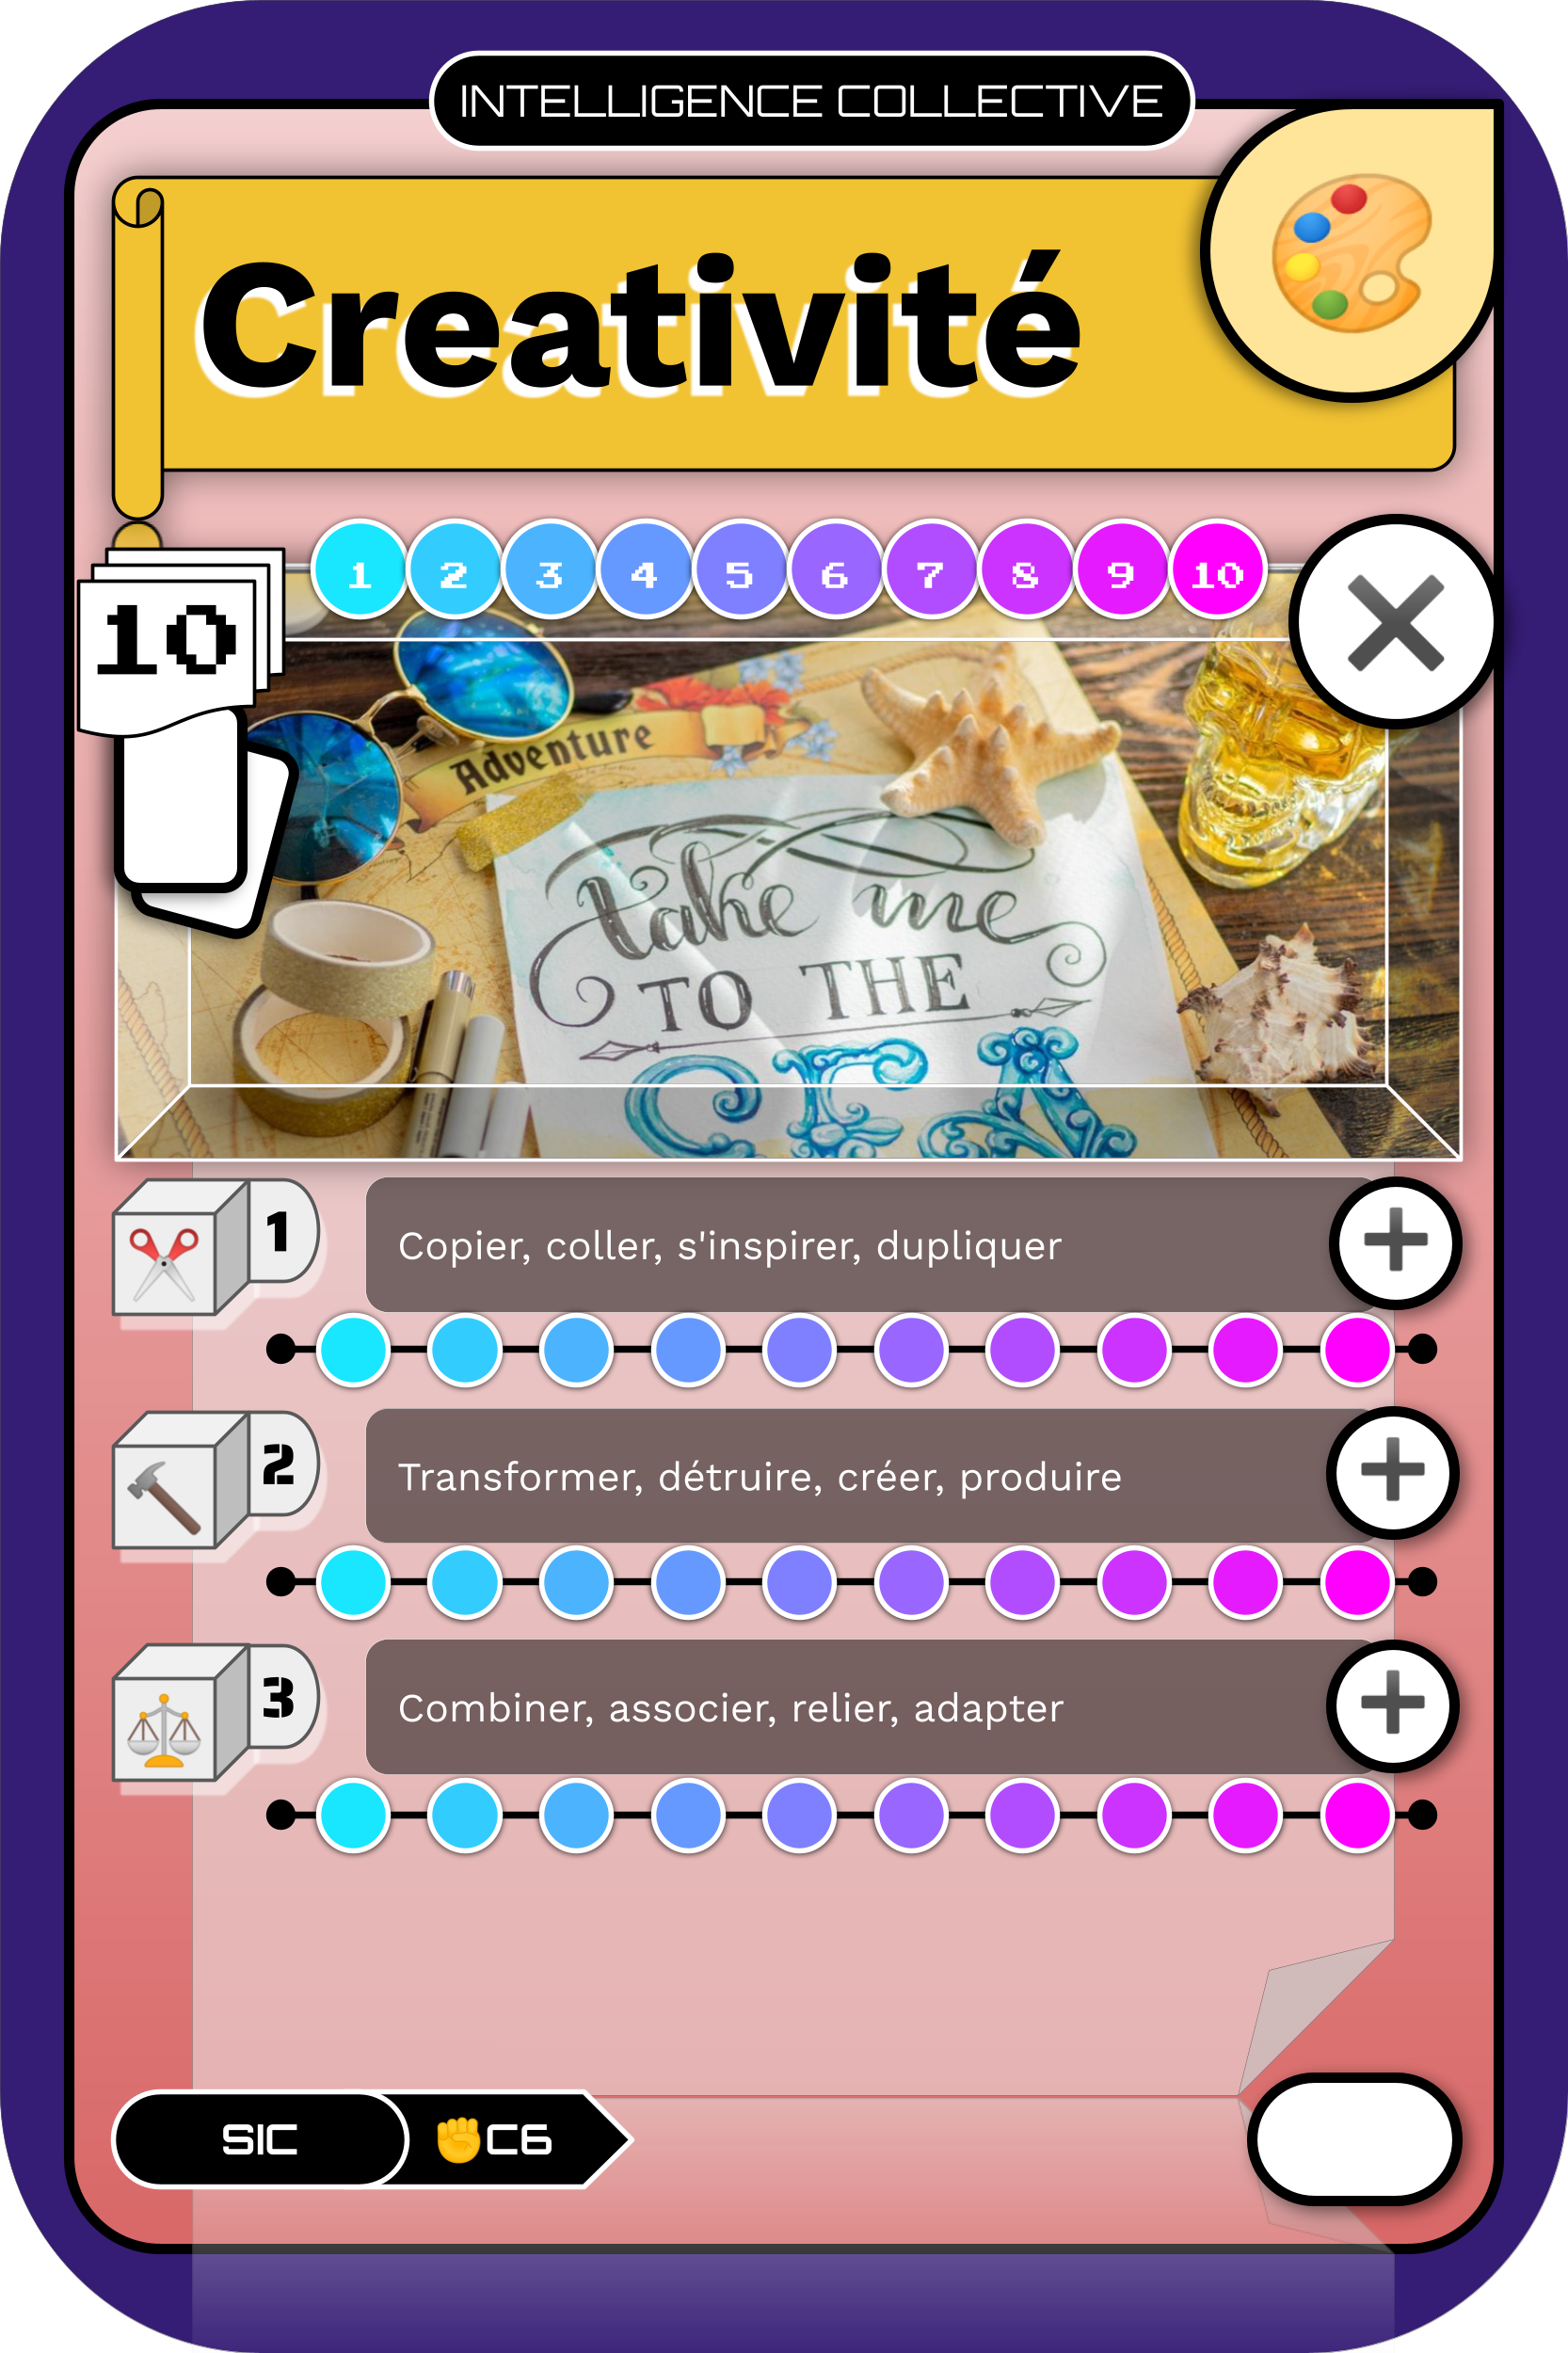 INTELLIGENCE COLLECTIVE
Creativité
1 2 3 4 5 6 7 8 9 10
10
Adventure
take me
TO THE
SEA
1
Copier, coller, s'inspirer, dupliquer
2
Transformer, détruire, créer, produire
3
Combiner, associer, relier, adapter
SIC
C6